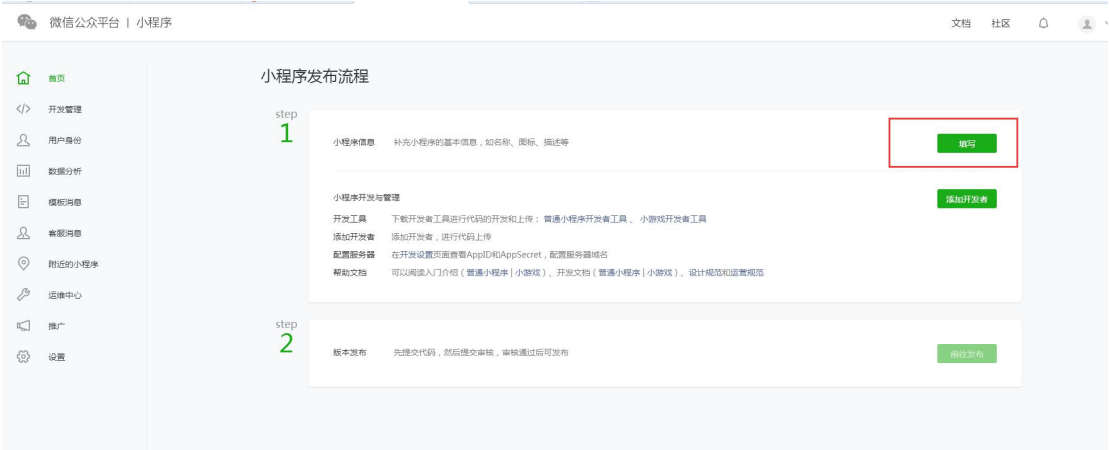 微信公众平台 | 小程序
文档 社区
首页
开发管理
用户身份
数据分析
模板消息
客服消息
附近的小程序
运维中心
推广
设置
小程序发布流程
step
1
小程序信息 补充小程序的基本信息，如名称、图标、描述等
填写
小程序开发与管理
添加开发者
开发工具 下载开发者工具进行代码的开发和上传：普通小程序开发者工具 、 小游戏开发者工具
添加开发者 添加开发者，进行代码上传
配置服务器 在开发设置页面查看AppID和AppSecret，配置服务器域名
帮助文档 可以阅读入门介绍 ( 普通小程序 | 小游戏 ) 、开发文档 ( 普通小程序 | 小游戏 ) 、设计规范和运营规范
step
2
版本发布 先提交代码，然后提交审核，审核通过后可发布
前往发布